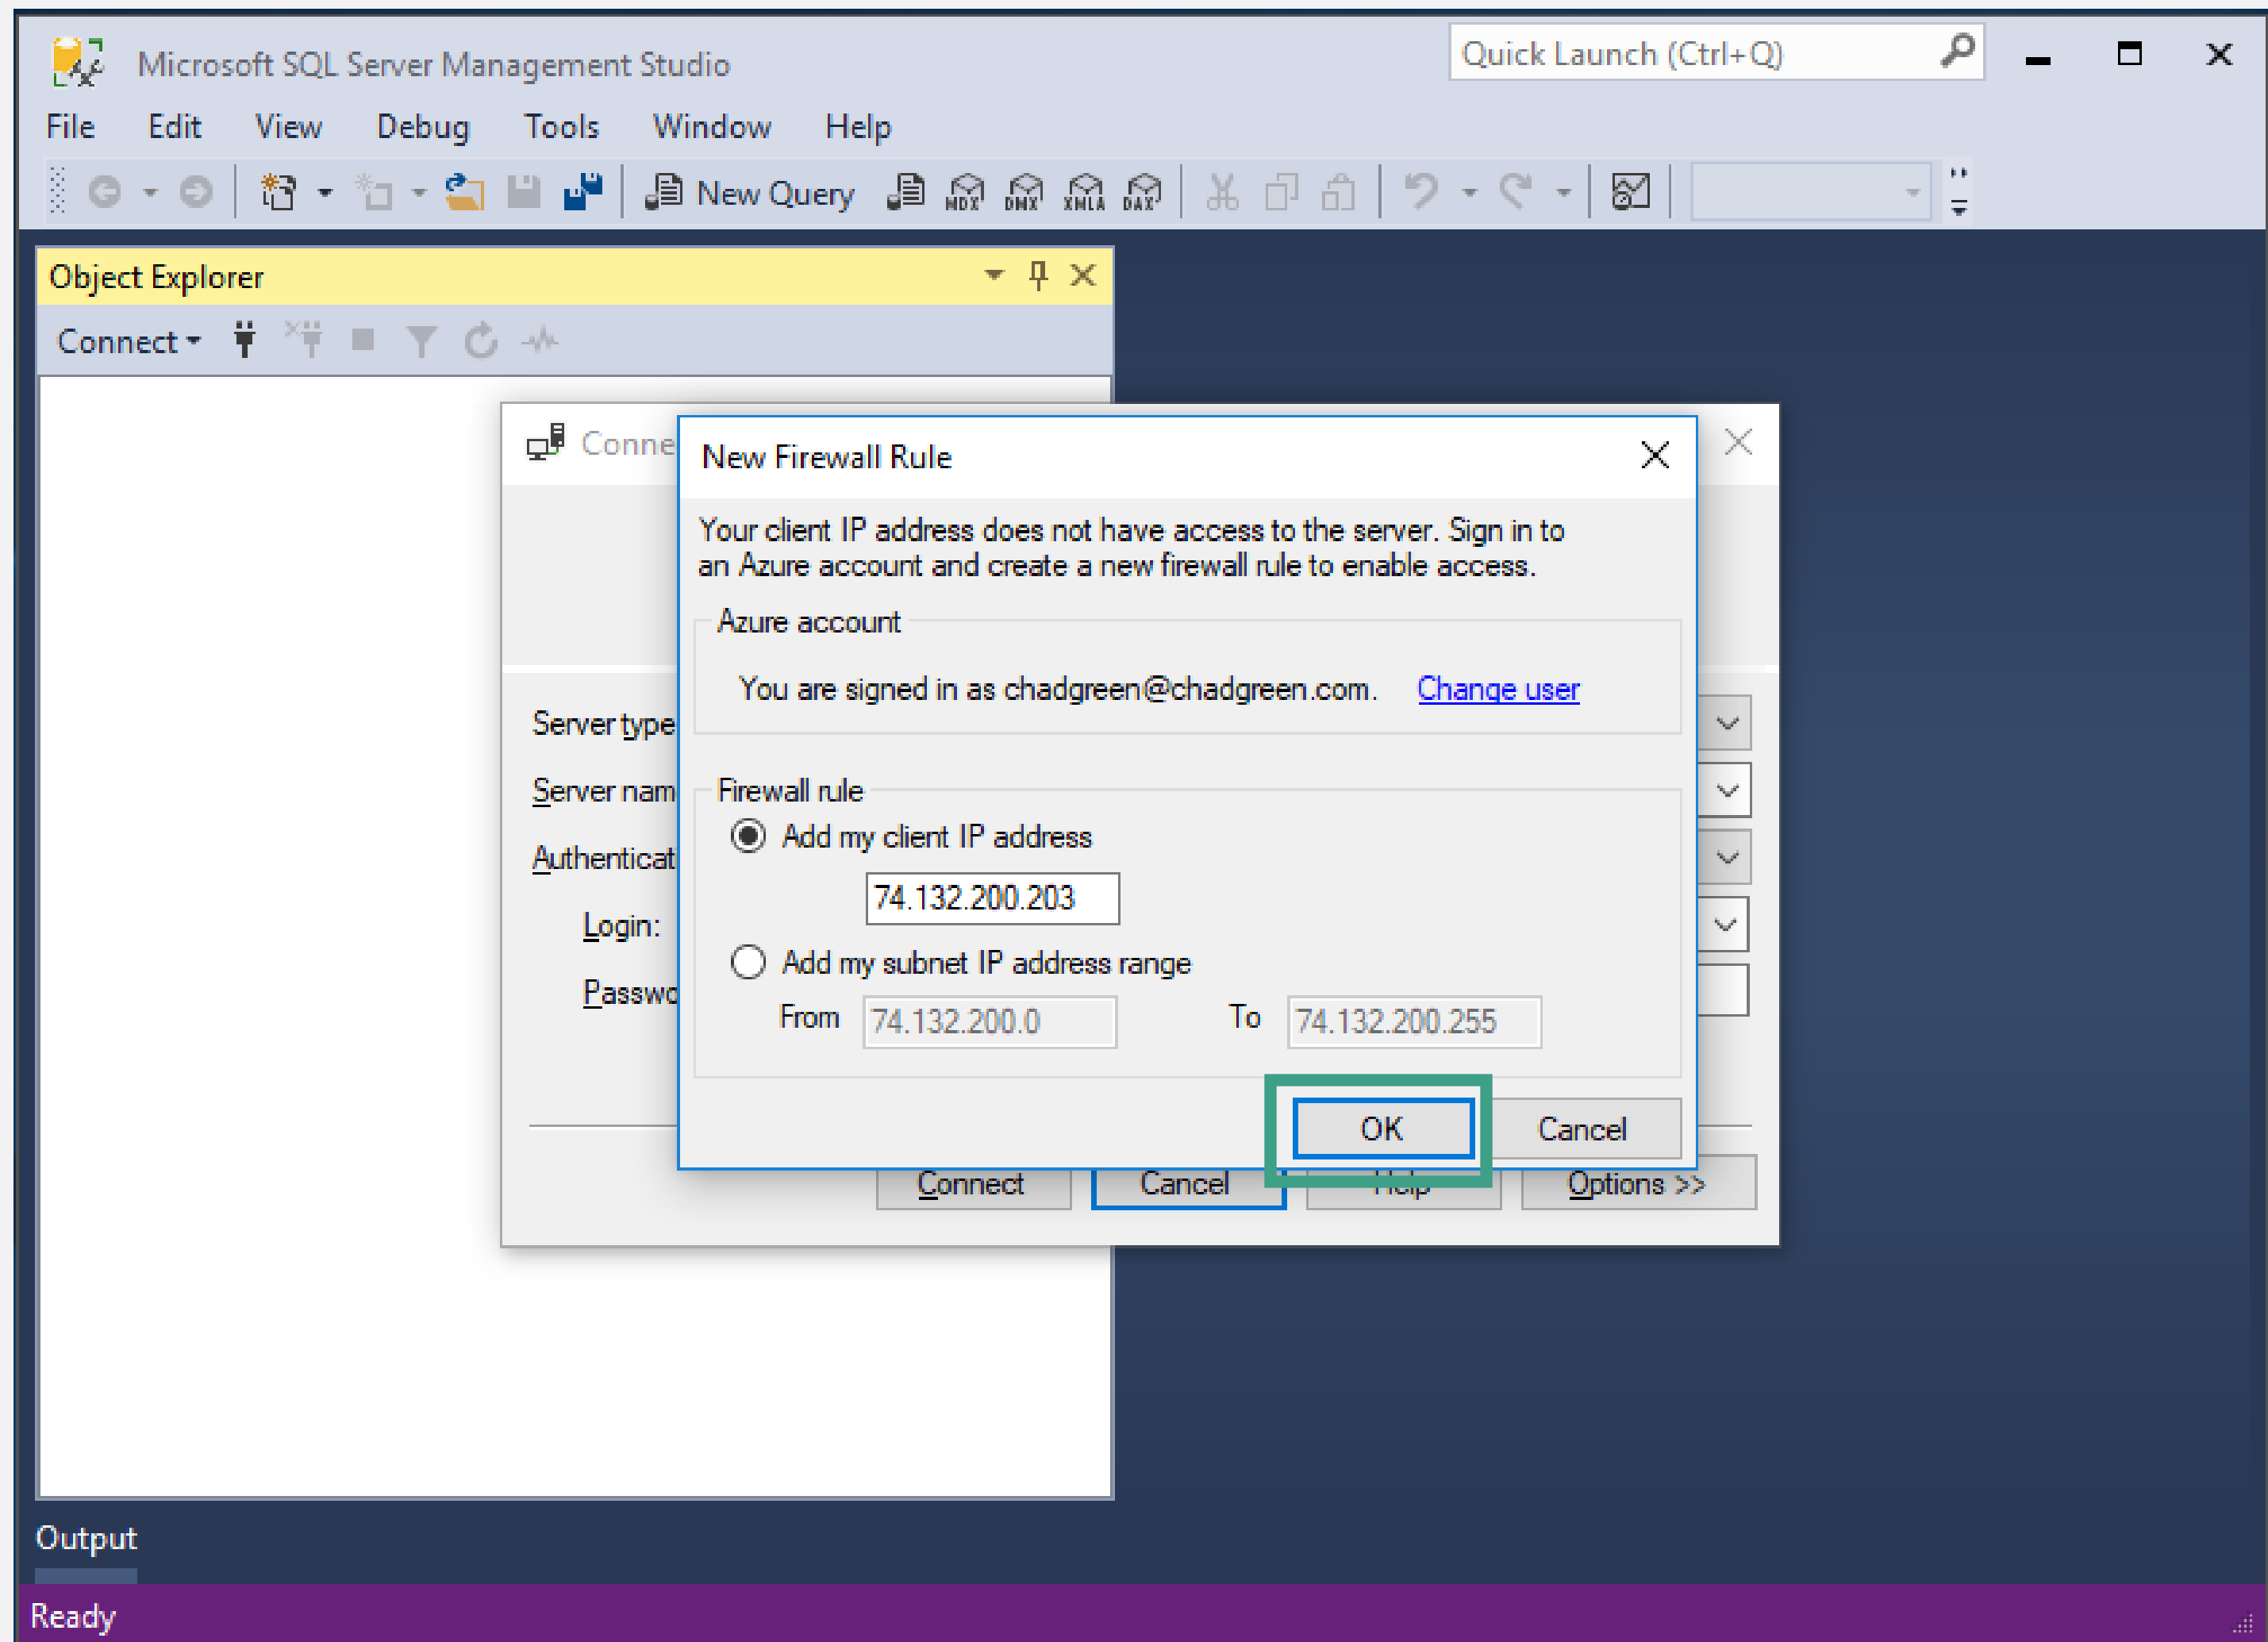 Microsoft SQL Server Management Studio
Quick Launch (Ctrl+Q)
File Edit View Debug Tools Window Help
New Query MDX DMX XMLA DAX
Object Explorer
Connect
Conne
New Firewall Rule
Your client IP address does not have access to the server. Sign in to
an Azure account and create a new firewall rule to enable access.
Azure account
You are signed in as chadgreen@chadgreen.com. Change user
Server type
Server nam
Authenticati
Login:
Passwo
Firewall rule
Add my client IP address
74.132.200.203
Add my subnet IP address range
From 74.132.200.0 To 74.132.200.255
OK Cancel
Connect Cancel Help Options >>
Output
Ready